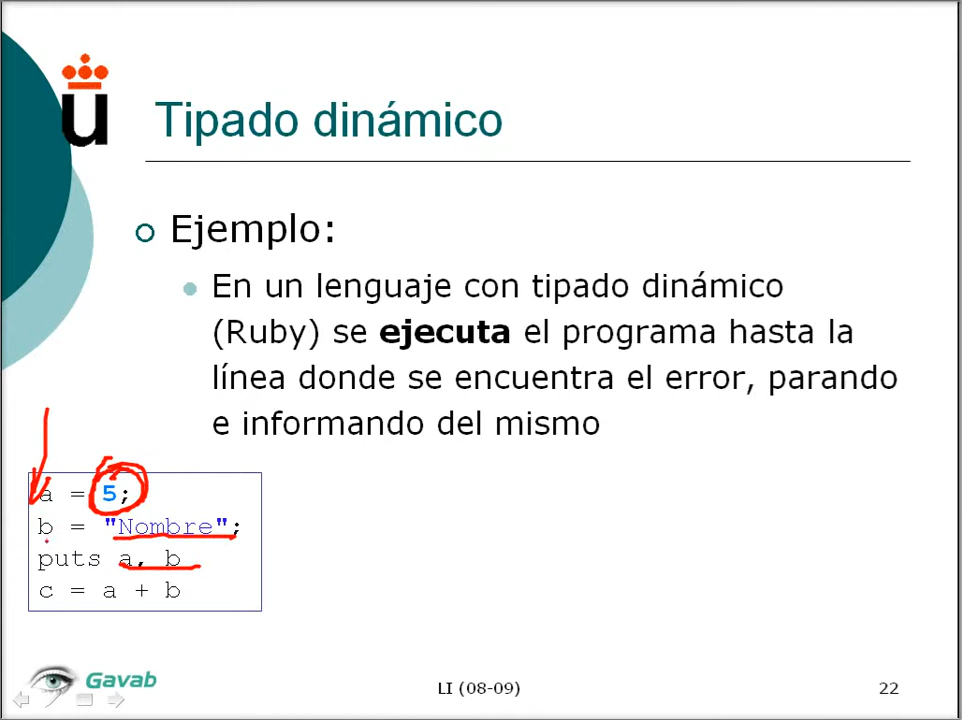 u
Tipado dinámico
Ejemplo:
En un lenguaje con tipado dinámico
(Ruby) se ejecuta el programa hasta la
línea donde se encuentra el error, parando
e informando del mismo
a = 5;
b = "Nombre";
puts a, b
c = a + b
Gavab
LI (08-09)
22